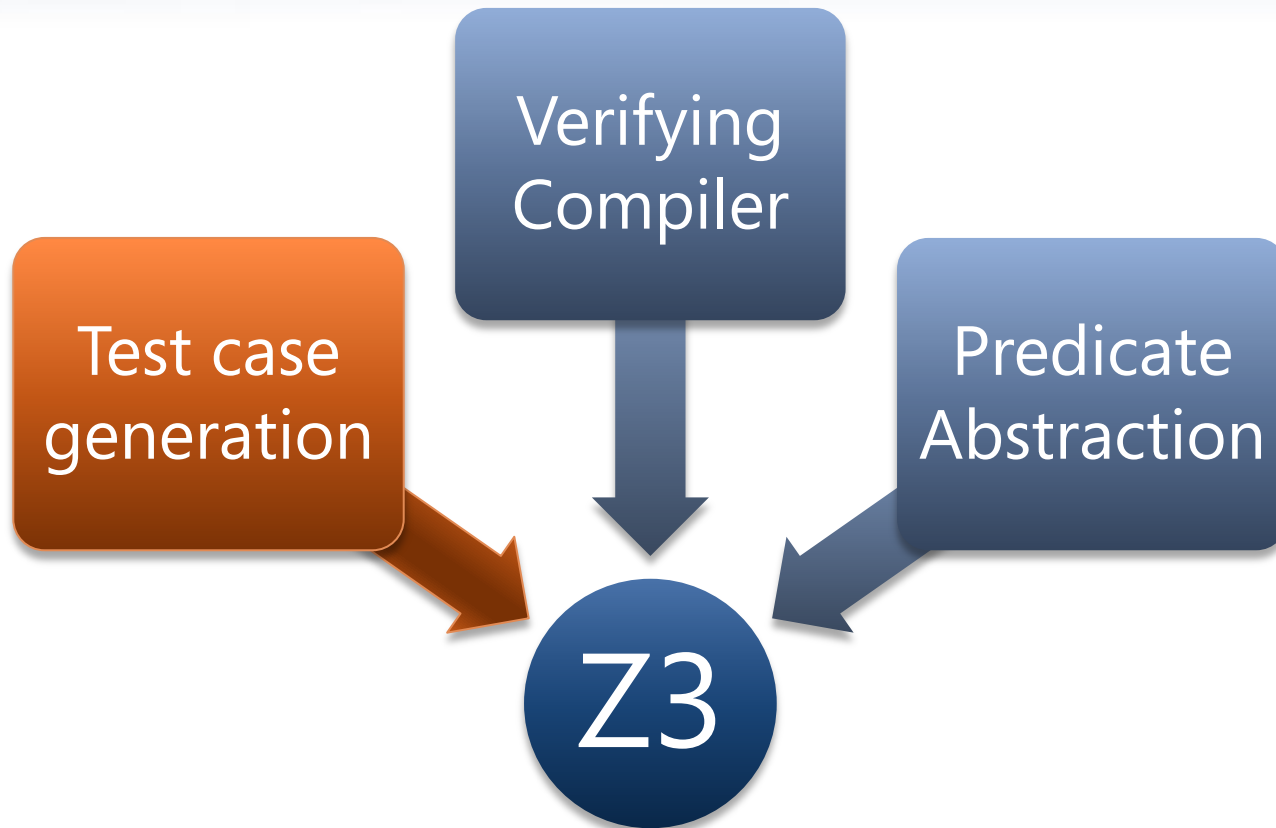 Verifying
Compiler
Test case
generation
Predicate
Abstraction
Z3